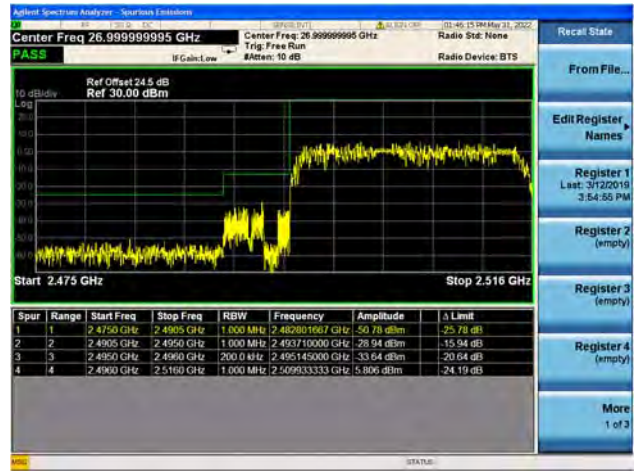 Agilent Spectrum Analyzer - Spurious Emissions
Center Freq 26.999999995 GHz
PASS
IFGain:Low
Center Freq: 26.999999995 GHz
Trig: Free Run
#Atten: 10 dB
01:46:15 PM Mar 31, 2022
Radio Std: None
Radio Device: BTS
Recall State
Ref Offset 24.5 dB
10 dB/div Ref 30.00 dBm
Log
Start 2.475 GHz
Stop 2.516 GHz
Spur Range Start Freq Stop Freq RBW Frequency Amplitude Δ Limit
1 1 2.4750 GHz 2.4905 GHz 1.000 MHz 2.482801667 GHz -50.78 dBm -25.78 dB
2 2 2.4905 GHz 2.4950 GHz 1.000 MHz 2.493710000 GHz -28.94 dBm -15.94 dB
3 3 2.4950 GHz 2.4960 GHz 200.0 kHz 2.495145000 GHz -33.64 dBm -20.64 dB
4 4 2.4960 GHz 2.5160 GHz 1.000 MHz 2.509933333 GHz 5.806 dBm -24.19 dB
From File...
Edit Register
Names
Register 1
Last: 3/12/2019
3:54:55 PM
Register 2
(empty)
Register 3
(empty)
Register 4
(empty)
More
1 of 3
MSG
STATUS